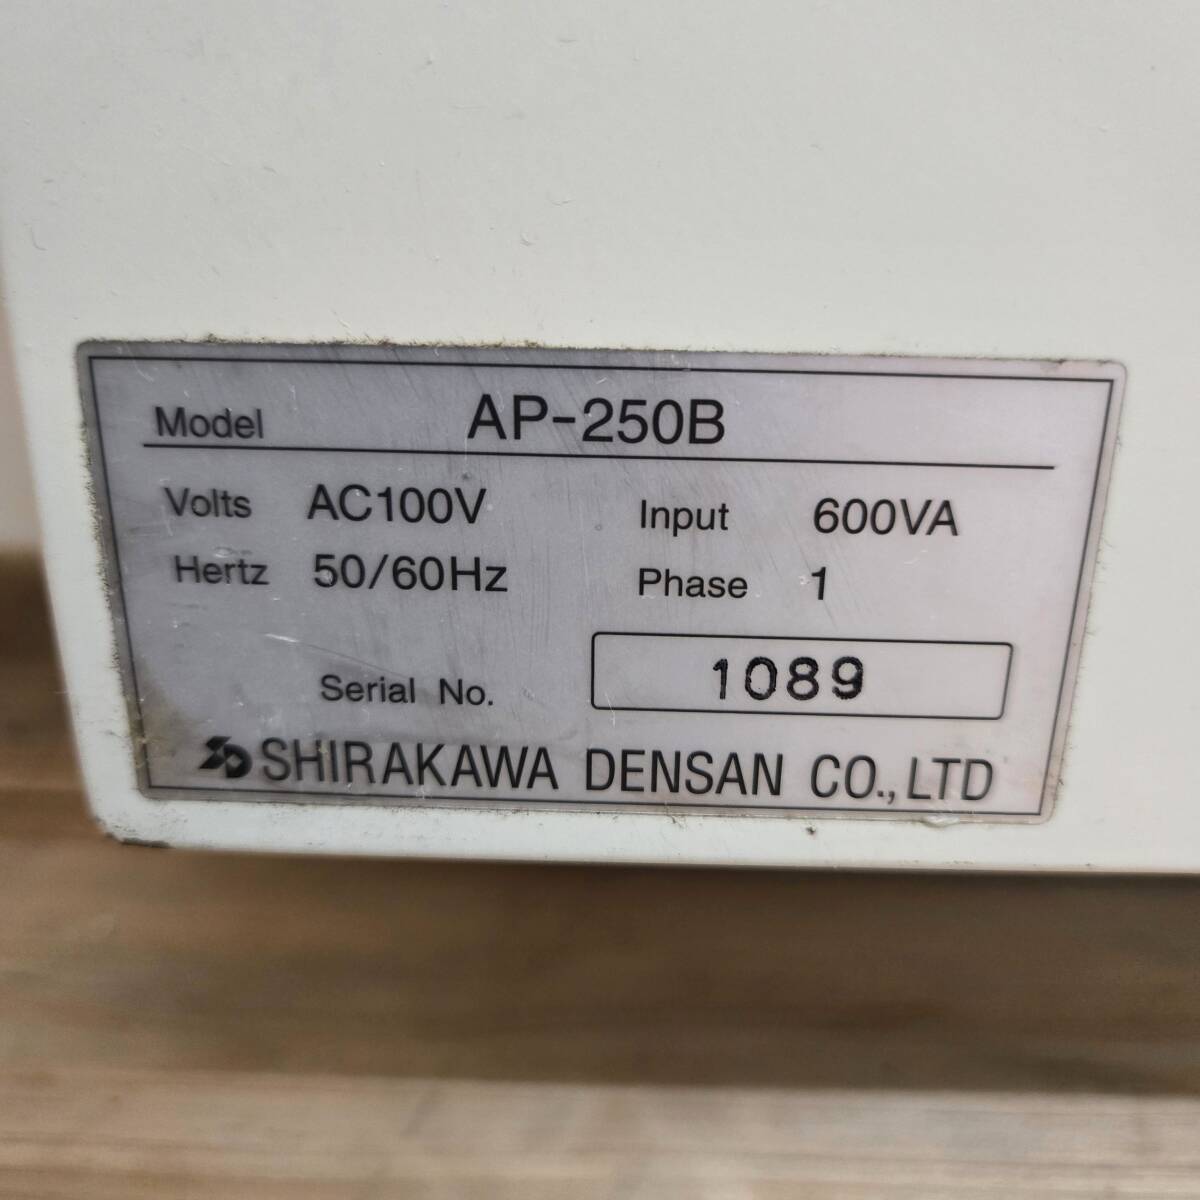 Model AP-250B
Volts AC100V Input 600VA
Hertz 50/60Hz Phase 1
Serial No. 1089
SD SHIRAKAWA DENSAN CO.,LTD